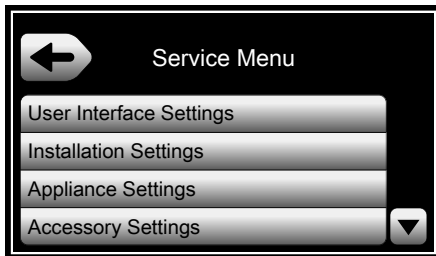 Service Menu
User Interface Settings
Installation Settings
Appliance Settings
Accessory Settings